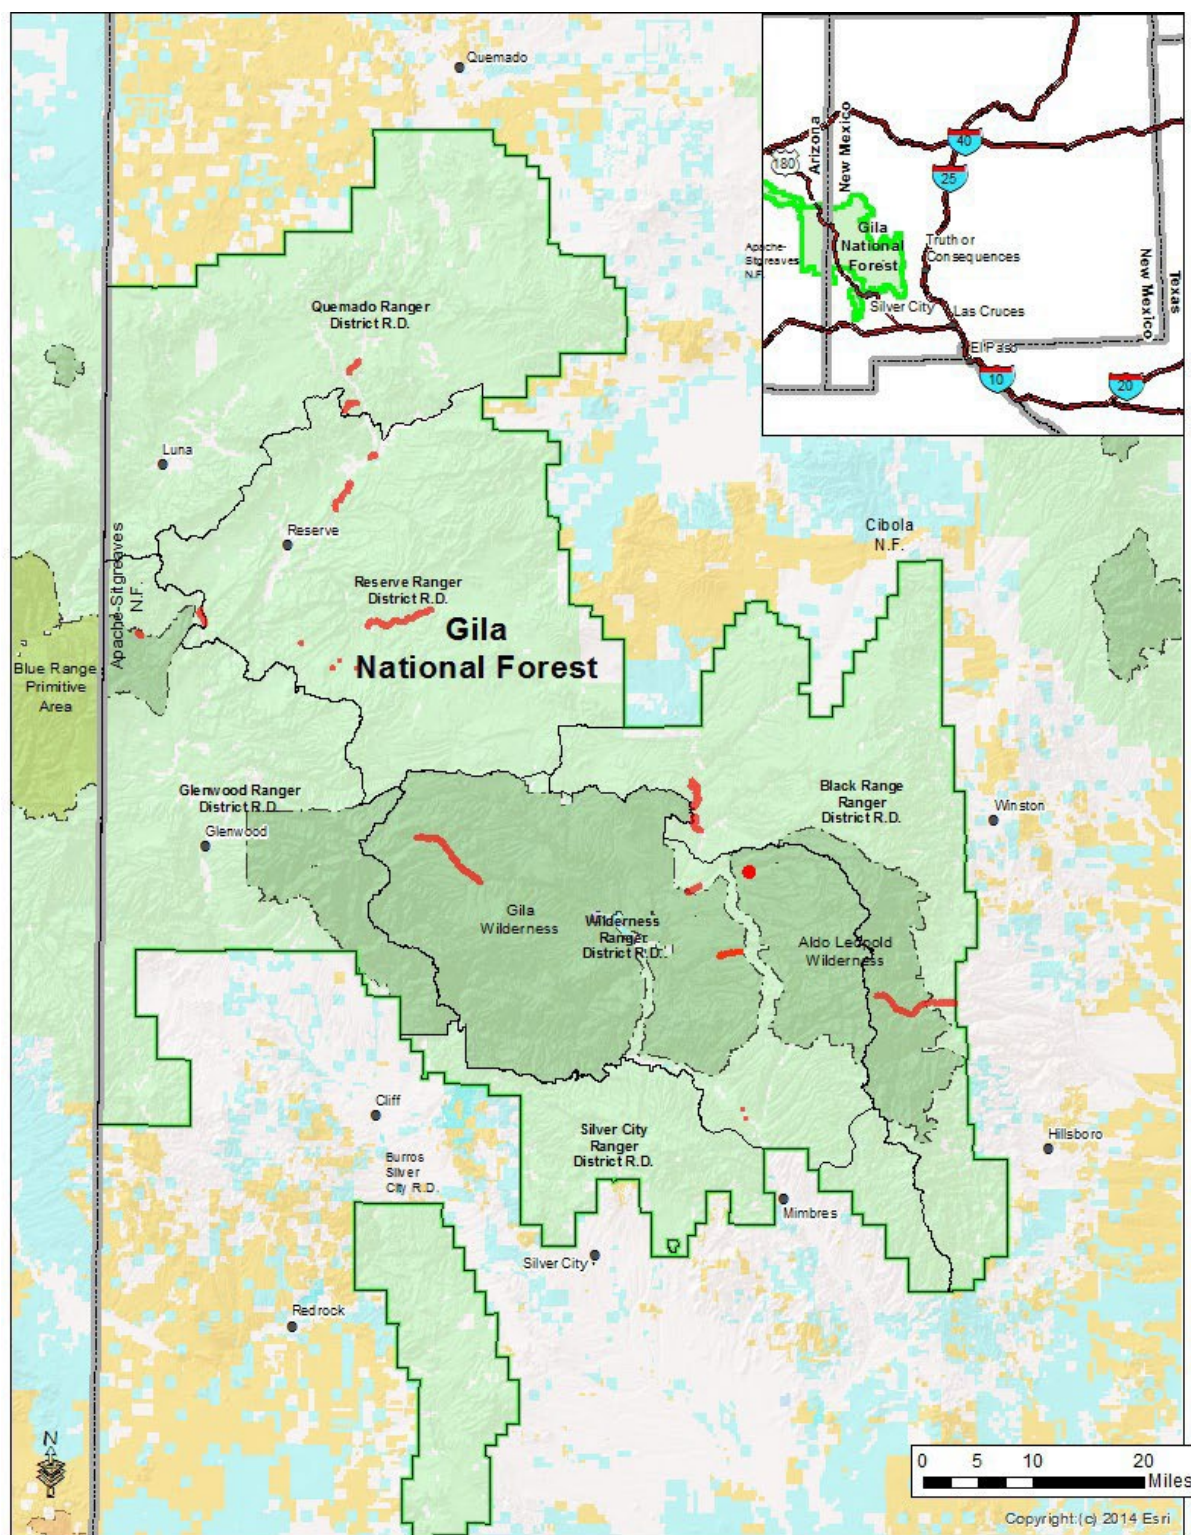 Quemado
Quemado Ranger
District R.D.
Luna
Reserve
Reserve Ranger
District R.D.
Gila
National Forest
Apache-Sitgreaves
N.F.
Blue Range
Primitive
Area
Cibola
N.F.
Glenwood Ranger
District R.D.
Glenwood
Black Range
Ranger
District R.D.
Winston
Gila
Wilderness
Wilderness
Ranger
District R.D.
Aldo Leopold
Wilderness
Cliff
Burros
Silver
City R.D.
Silver City
Ranger
District R.D.
Hillsboro
Mimbres
Silver City
Redrock
N
0 5 10 20
Miles
Copyright:(c) 2014 Esri
180
Arizona
New Mexico
40
25
Gila
National
Forest
Apache-
Sitgreaves
N.F.
Truth or
Consequences
Silver City
Las Cruces
El Paso
10
20
New Mexico
Texas